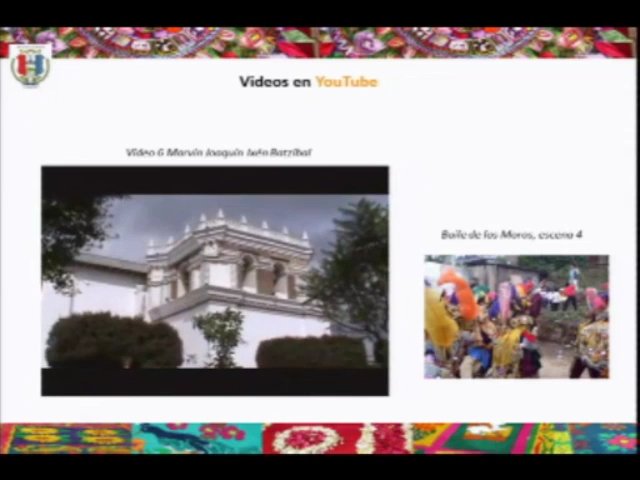 Videos en YouTube
Video 6 Marvin Joaquín Ixén Batzibal
Baile de los Moros, escena 4